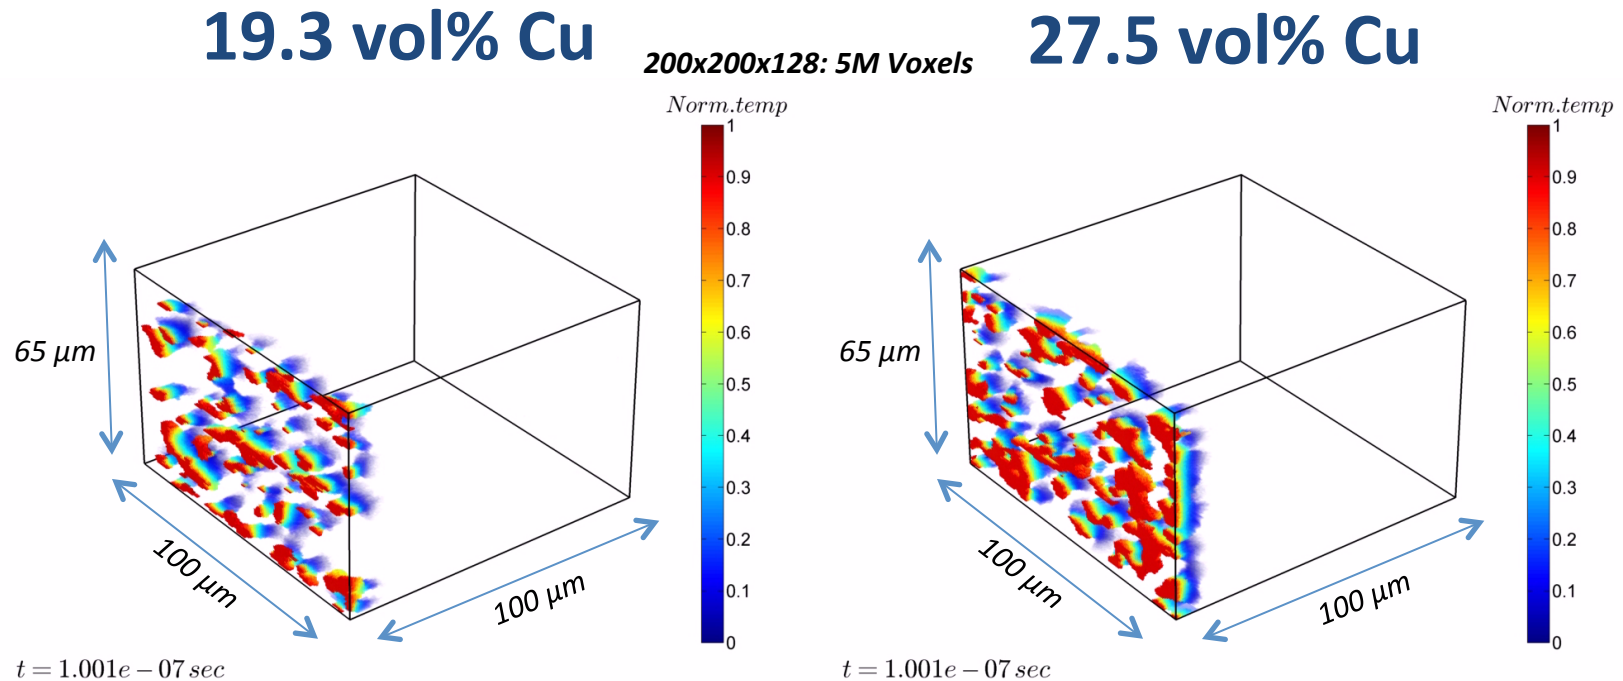 19.3 vol% Cu
200x200x128: 5M Voxels
27.5 vol% Cu
Norm.temp
1
0.9
0.8
0.7
0.6
0.5
0.4
0.3
0.2
0.1
0
65 μm
100 μm
100 μm
t = 1.001e − 07 sec
Norm.temp
1
0.9
0.8
0.7
0.6
0.5
0.4
0.3
0.2
0.1
0
65 μm
100 μm
100 μm
t = 1.001e − 07 sec